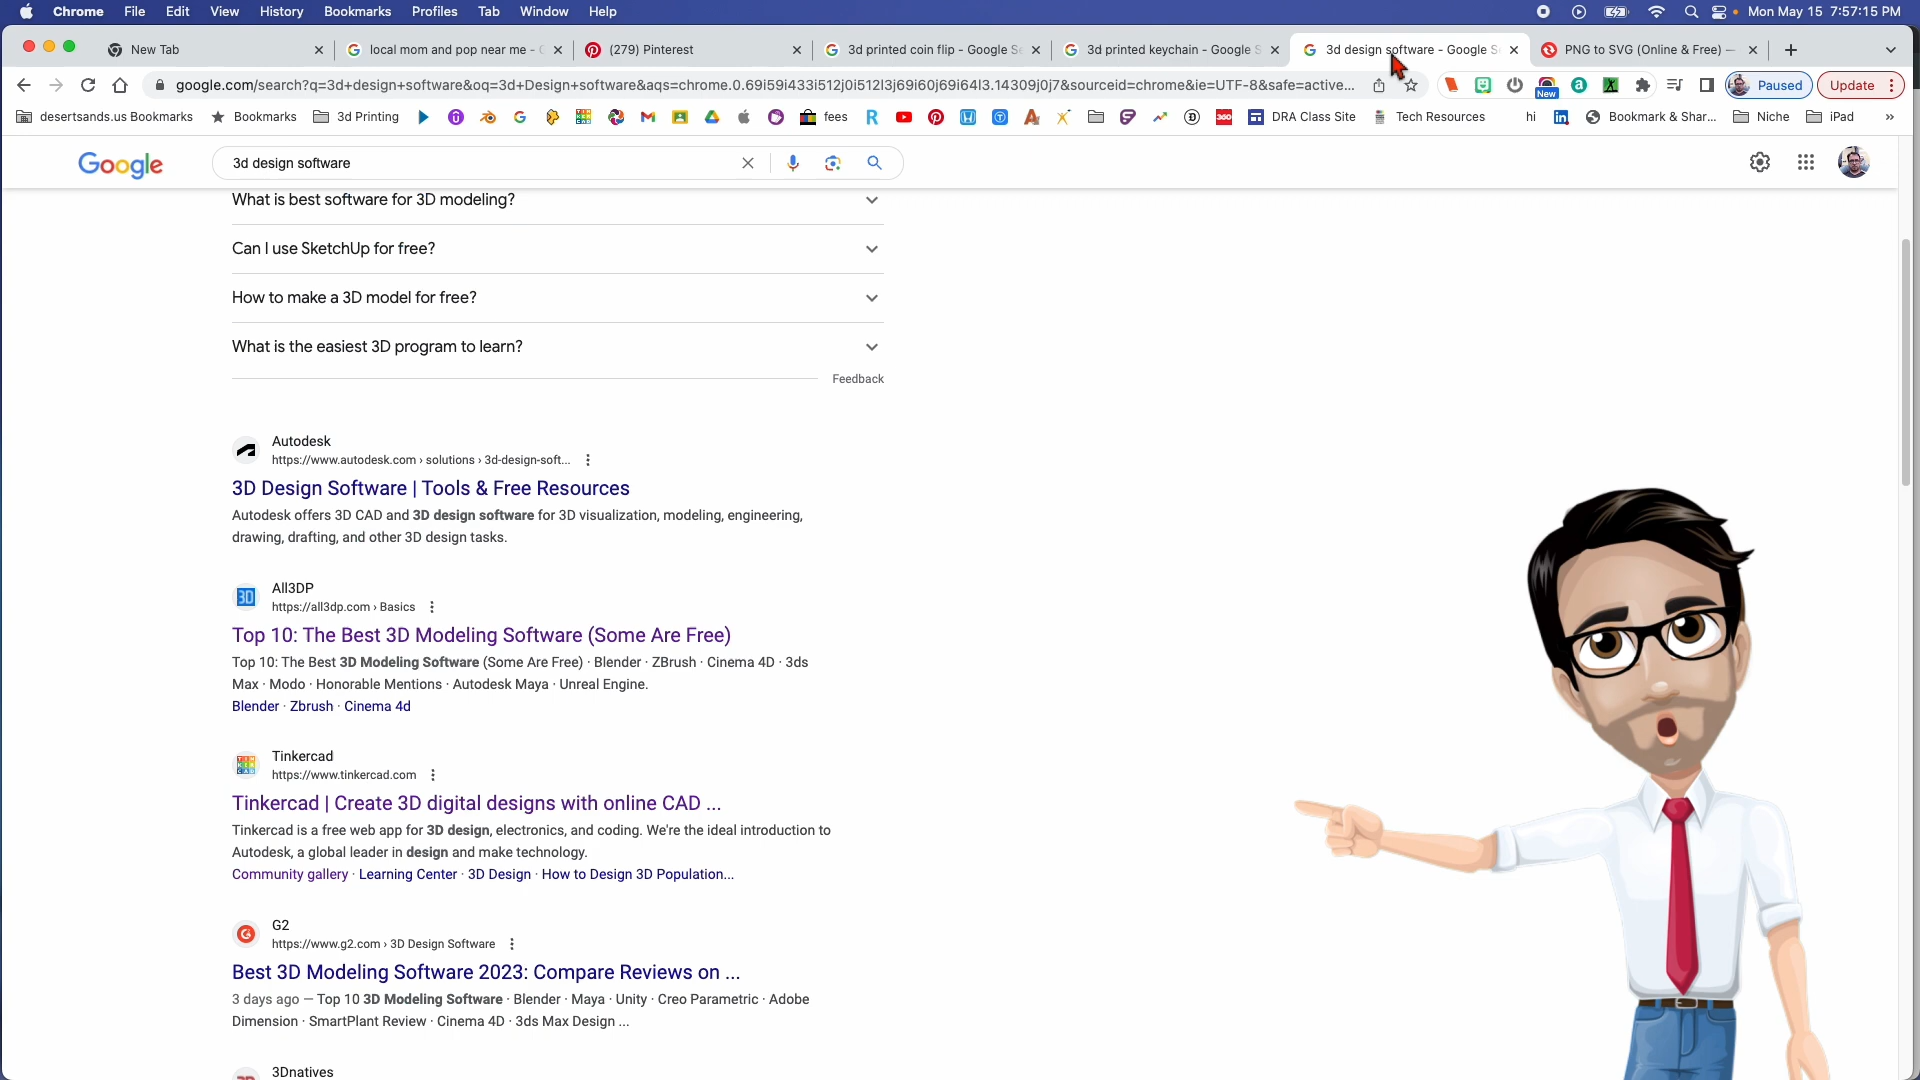 Chrome File Edit View History Bookmarks Profiles Tab Window Help Mon May 15 7:57:15 PM
New Tab local mom and pop near me - (279) Pinterest 3d printed coin flip - Google 3d printed keychain - Google 3d design software - Google PNG to SVG (Online & Free) —
google.com/search?q=3d+design+software&oq=3d+Design+software&aqs=chrome.0.69i59i433i512j0i512l3j69i60j69i64l3.14309j0j7&sourceid=chrome&ie=UTF-8&safe=active... New Paused Update
desertsands.us Bookmarks Bookmarks 3d Printing fees 360 DRA Class Site Tech Resources hi Bookmark & Shar... Niche iPad »
Google 3d design software
What is best software for 3D modeling?
Can I use SketchUp for free?
How to make a 3D model for free?
What is the easiest 3D program to learn?
Feedback
Autodesk
https://www.autodesk.com › solutions › 3d-design-soft...
3D Design Software | Tools & Free Resources
Autodesk offers 3D CAD and 3D design software for 3D visualization, modeling, engineering,
drawing, drafting, and other 3D design tasks.
3D All3DP
https://all3dp.com › Basics
Top 10: The Best 3D Modeling Software (Some Are Free)
Top 10: The Best 3D Modeling Software (Some Are Free) · Blender · ZBrush · Cinema 4D · 3ds
Max · Modo · Honorable Mentions · Autodesk Maya · Unreal Engine.
Blender · Zbrush · Cinema 4d
Tinkercad
https://www.tinkercad.com
Tinkercad | Create 3D digital designs with online CAD ...
Tinkercad is a free web app for 3D design, electronics, and coding. We're the ideal introduction to
Autodesk, a global leader in design and make technology.
Community gallery · Learning Center · 3D Design · How to Design 3D Population...
G2
https://www.g2.com › 3D Design Software
Best 3D Modeling Software 2023: Compare Reviews on ...
3 days ago — Top 10 3D Modeling Software · Blender · Maya · Unity · Creo Parametric · Adobe
Dimension · SmartPlant Review · Cinema 4D · 3ds Max Design ...
3Dnatives